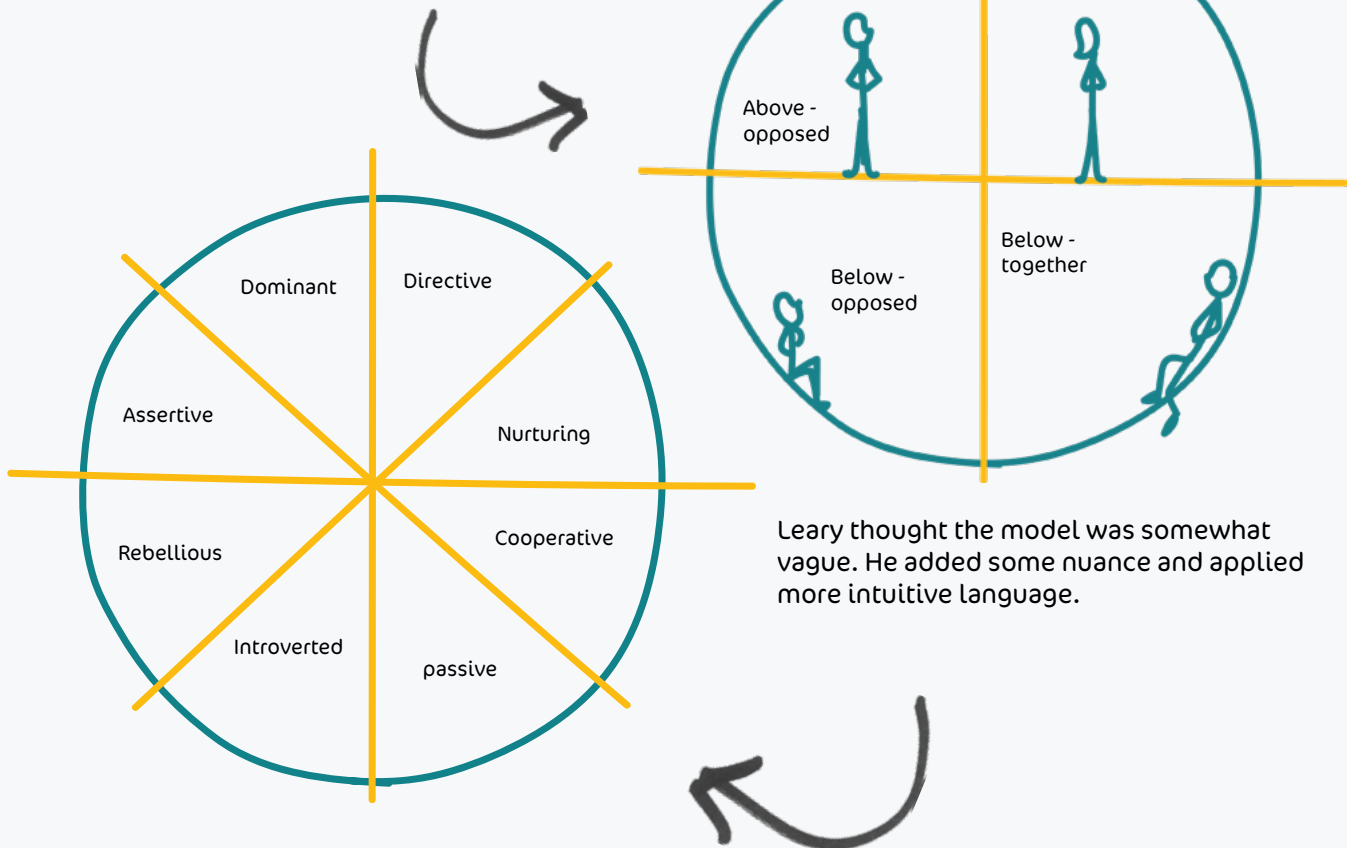 Above -
opposed
Below -
together
Below -
opposed
Leary thought the model was somewhat
vague. He added some nuance and applied
more intuitive language.
Dominant
Directive
Assertive
Nurturing
Rebellious
Cooperative
Introverted
passive